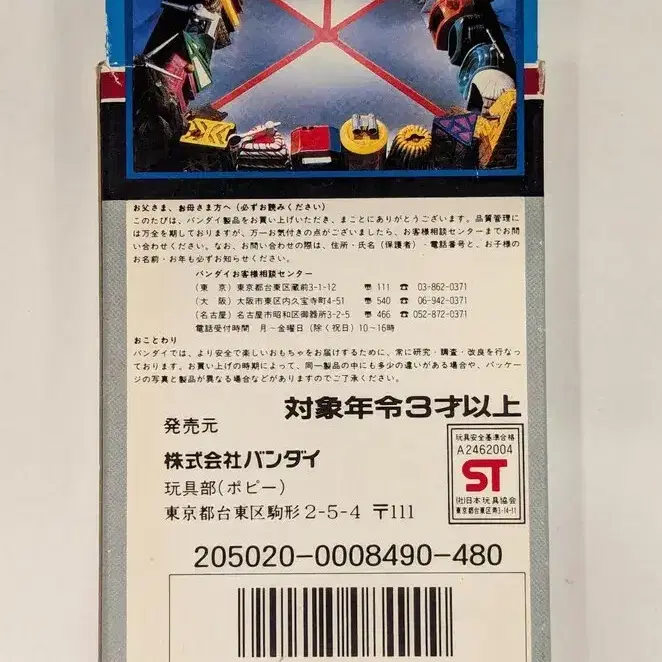 お父さま、お母さま方へ（必ずお読みください）
このたびは、バンダイ製品をお買い上げいただき、まことにありがとうございます。品質管理に
は万全を期しておりますが、万一お気付きの点がございましたら、お客様相談センターまでお問
い合わせください。なお、お問い合わせの際は、住所・氏名（保護者）・電話番号と、お子様の
お名前・お年も必ずお知らせください。
バンダイお客様相談センター
（東　京）東京都台東区蔵前3-1-12　〒111　☎ 03-862-0371
（大　阪）大阪市東区内久宝寺町4-51　〒540　☎ 06-942-0371
（名古屋）名古屋市昭和区御器所3-2-5　〒466　☎ 052-872-0371
電話受付時間　月～金曜日（除く祝日）10～16時
おことわり
バンダイでは、より安全で楽しいおもちゃをお届けするために、常に研究・調査・改良を行なっ
ております。お買い上げの時期によって、同一製品の中にも多少の違いがある場合や、パッケー
ジの写真と製品が異なる場合などがありますのでご了承ください。
対象年令3才以上
発売元
株式会社バンダイ
玩具部(ポピー)
東京都台東区駒形2-5-4 〒111
玩具安全基準合格
A2462004
ST
(社)日本玩具協会
東京都台東区寿3-14-11
205020-0008490-480